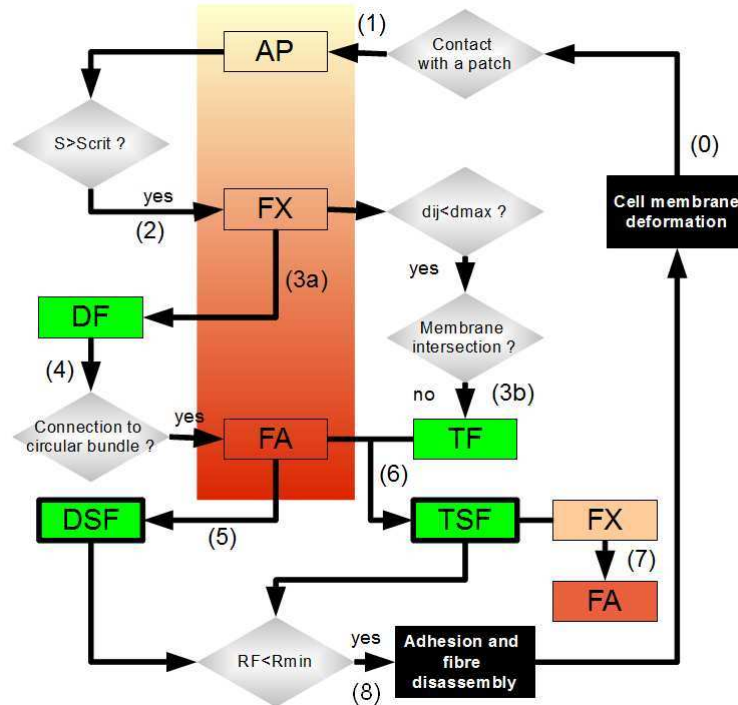 (1)
AP
Contact
with a patch
(0)
S>Scrit ?
yes
(2)
FX
dij<dmax ?
Cell membrane
deformation
(3a)
yes
DF
Membrane
intersection ?
(4)
no
(3b)
Connection to
circular bundle ?
yes
FA
TF
(6)
DSF
(5)
TSF
FX
(7)
FA
RF<Rmin
yes
(8)
Adhesion and
fibre
disassembly